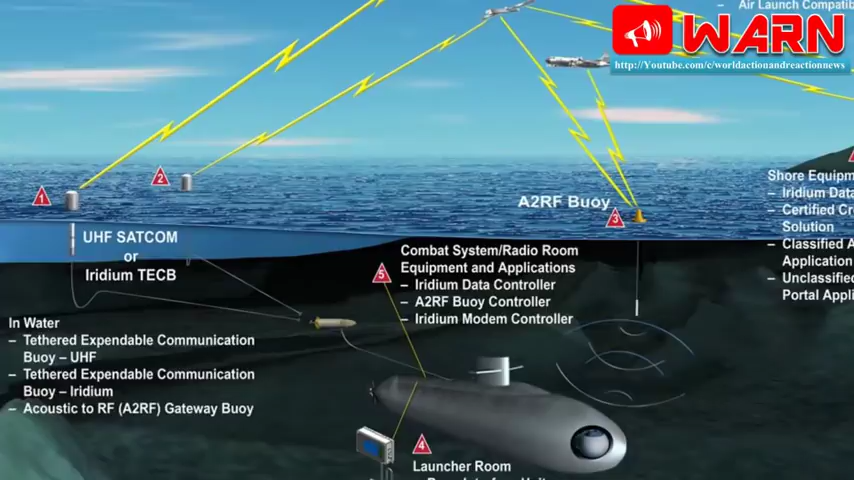 Air Launch Compatib
WARN
http://Youtube.com/c/worldactionandreactionnews
1
2
3
A2RF Buoy
Shore Equipm
– Iridium Data
– Certified Cr
Solution
– Classified A
Application
– Unclassified
Portal Appli
UHF SATCOM
or
Iridium TECB
5
Combat System/Radio Room
Equipment and Applications
– Iridium Data Controller
– A2RF Buoy Controller
– Iridium Modem Controller
In Water
– Tethered Expendable Communication
Buoy – UHF
– Tethered Expendable Communication
Buoy – Iridium
– Acoustic to RF (A2RF) Gateway Buoy
4
Launcher Room